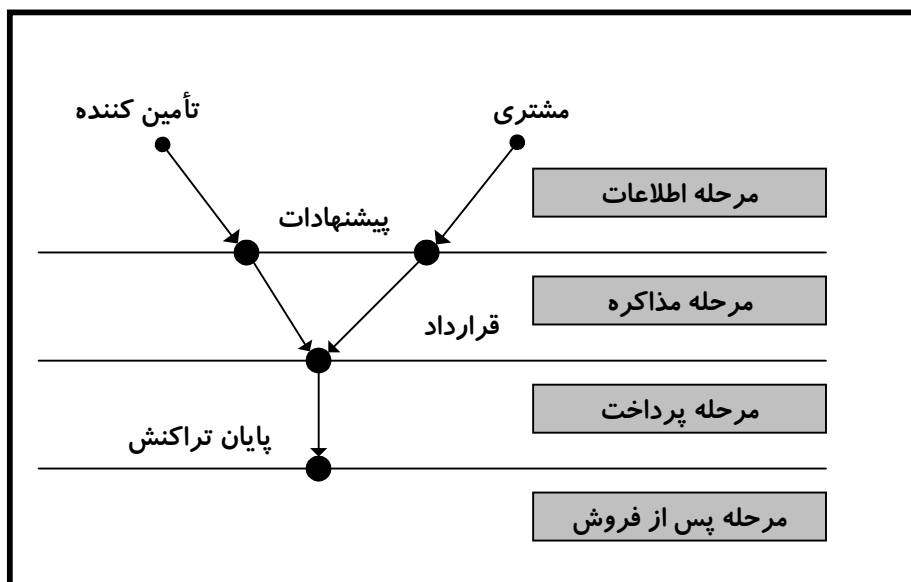 مشتری
تأمین کننده
مرحله اطلاعات
پیشنهادات
مرحله مذاکره
قرارداد
مرحله پرداخت
پایان تراکنش
مرحله پس از فروش